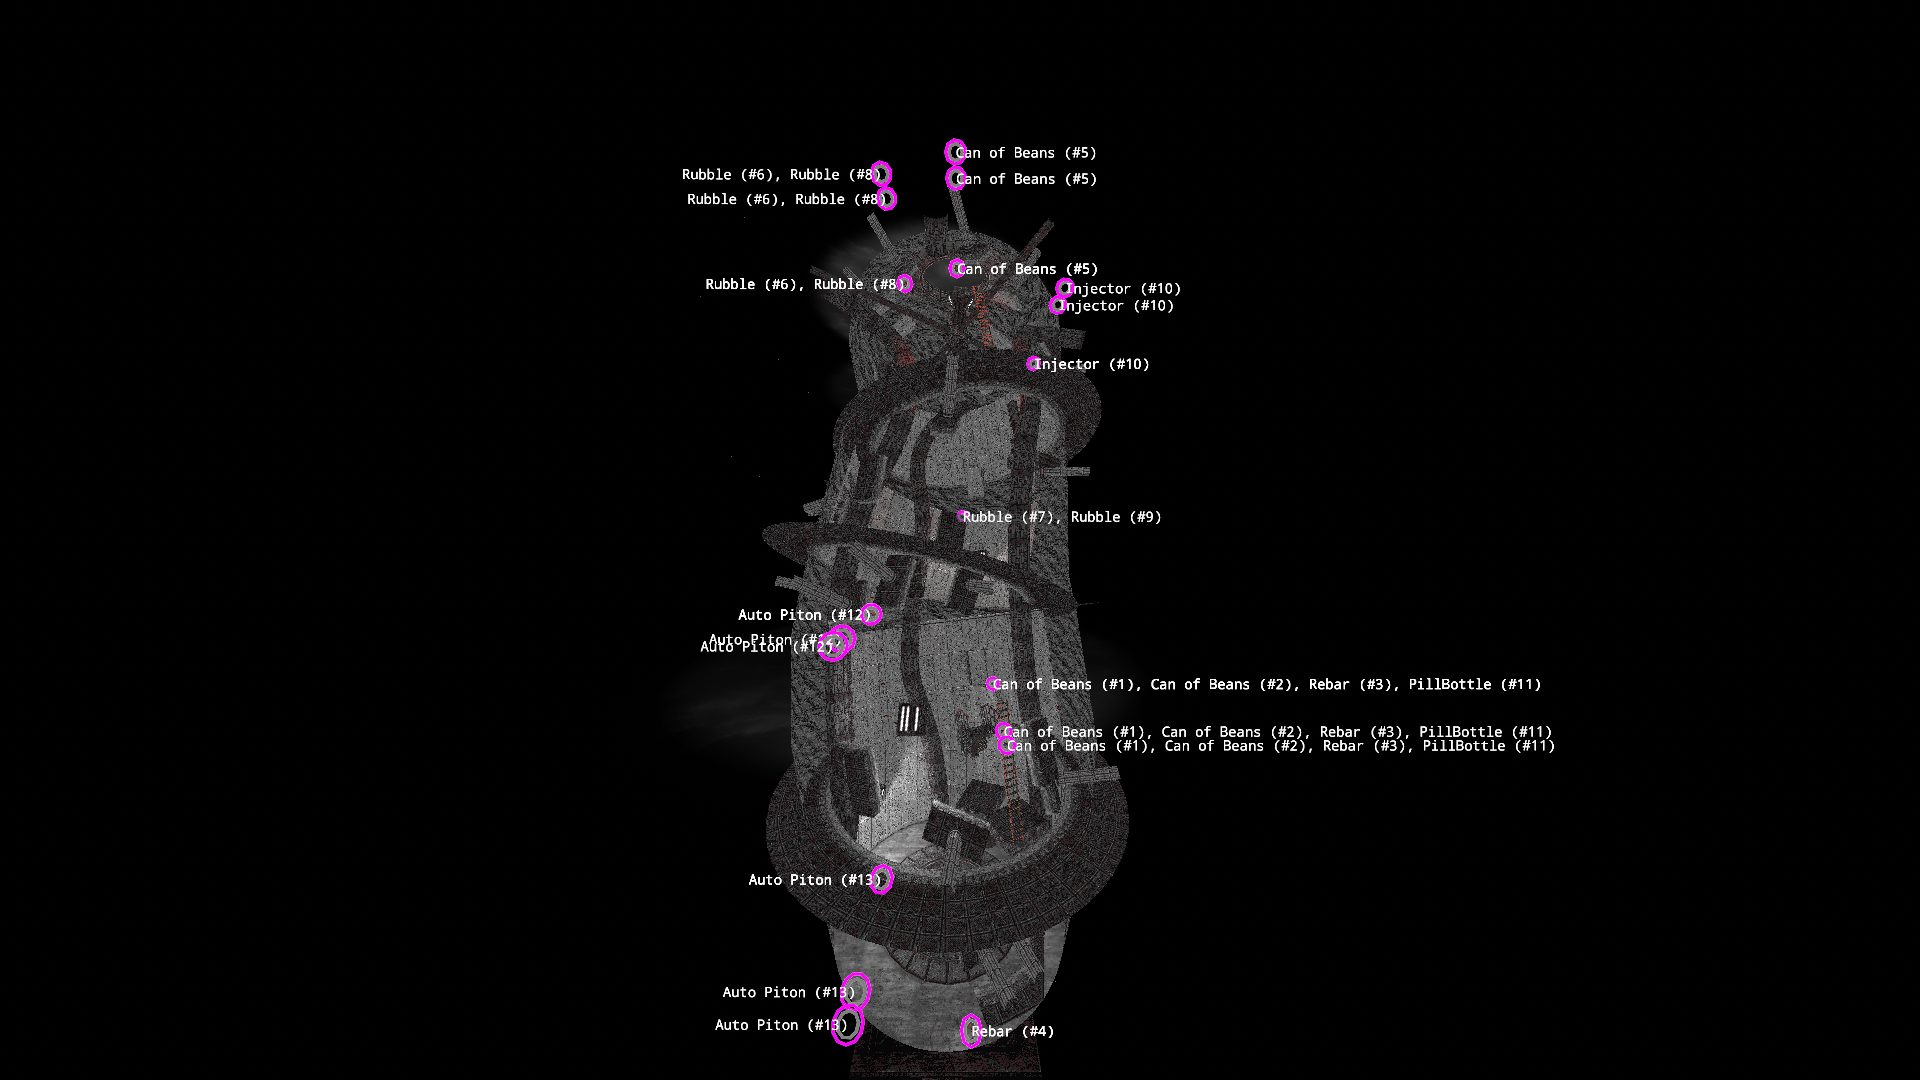 Can of Beans (#5)
Rubble (#6), Rubble (#8)
Can of Beans (#5)
Rubble (#6), Rubble (#8)
Can of Beans (#5)
Rubble (#6), Rubble (#8)
Injector (#10)
Injector (#10)
Injector (#10)
Rubble (#7), Rubble (#9)
Auto Piton (#12)
Auto Piton
Auto Piton (#12)
Can of Beans (#1), Can of Beans (#2), Rebar (#3), PillBottle (#11)
Can of Beans (#1), Can of Beans (#2), Rebar (#3), PillBottle (#11)
Can of Beans (#1), Can of Beans (#2), Rebar (#3), PillBottle (#11)
Auto Piton (#13)
Auto Piton (#13)
Auto Piton (#13)
Rebar (#4)